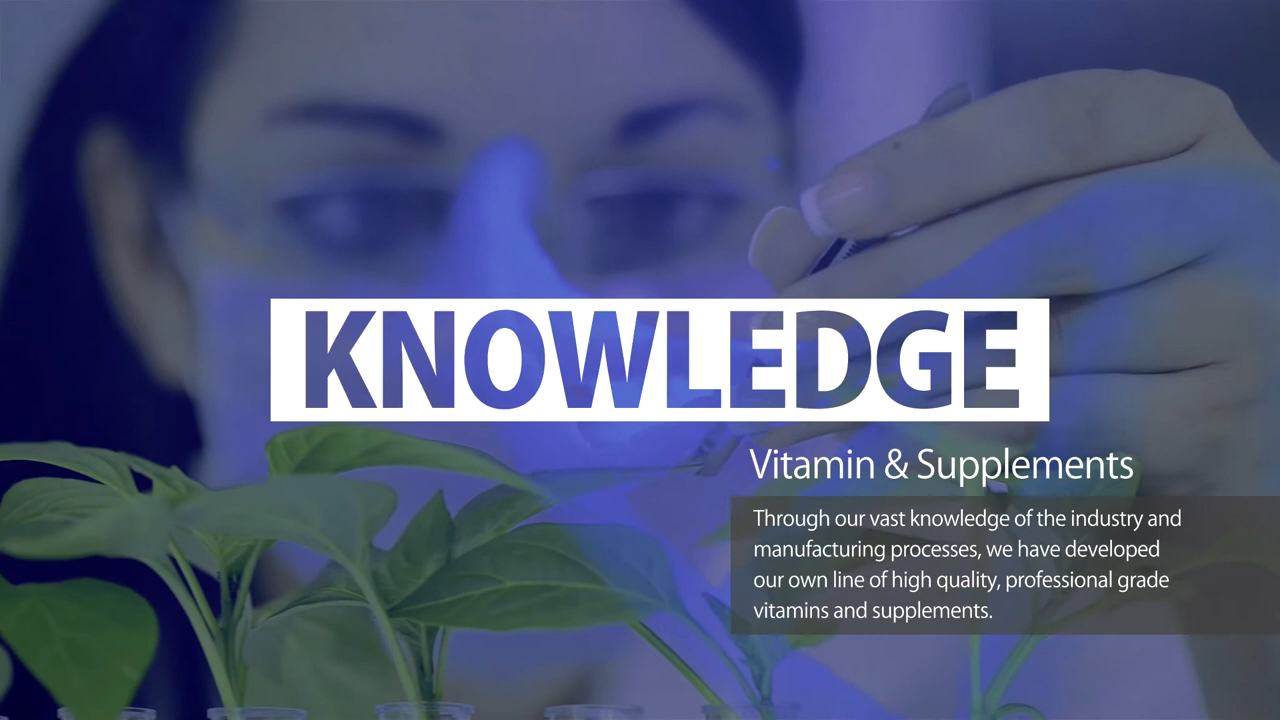 KNOWLEDGE
Vitamin & Supplements
Through our vast knowledge of the industry and
manufacturing processes, we have developed
our own line of high quality, professional grade
vitamins and supplements.